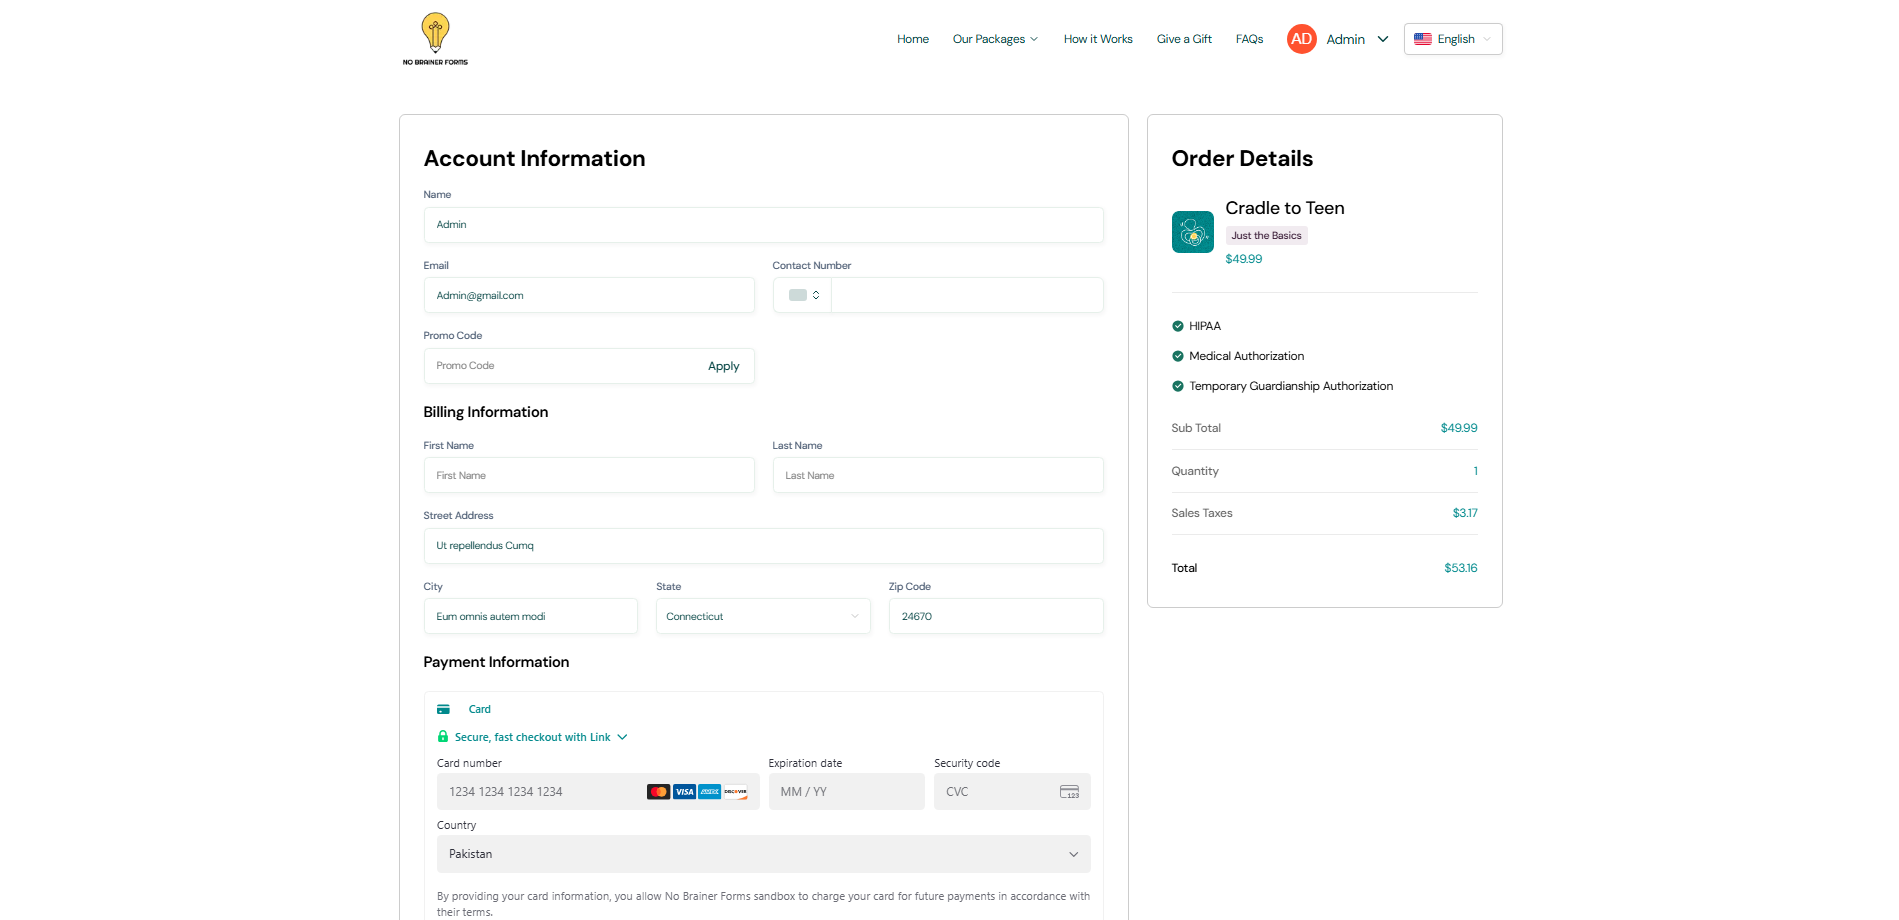 NO BRAINER FORMS
Home
Our Packages
How it Works
Give a Gift
FAQs
AD
Admin
English
Account Information
Name
Admin
Email
Contact Number
Admin@gmail.com
Promo Code
Promo Code
Apply
Billing Information
First Name
Last Name
First Name
Last Name
Street Address
Ut repellendus Cumq
City
State
Zip Code
Eum omnis autem modi
Connecticut
24670
Payment Information
Card
Secure, fast checkout with Link
Card number
Expiration date
Security code
1234 1234 1234 1234
VISA
DISCOVER
MM / YY
CVC
123
Country
Pakistan
By providing your card information, you allow No Brainer Forms sandbox to charge your card for future payments in accordance with
their terms.
Order Details
Cradle to Teen
Just the Basics
$49.99
HIPAA
Medical Authorization
Temporary Guardianship Authorization
Sub Total
$49.99
Quantity
1
Sales Taxes
$3.17
Total
$53.16